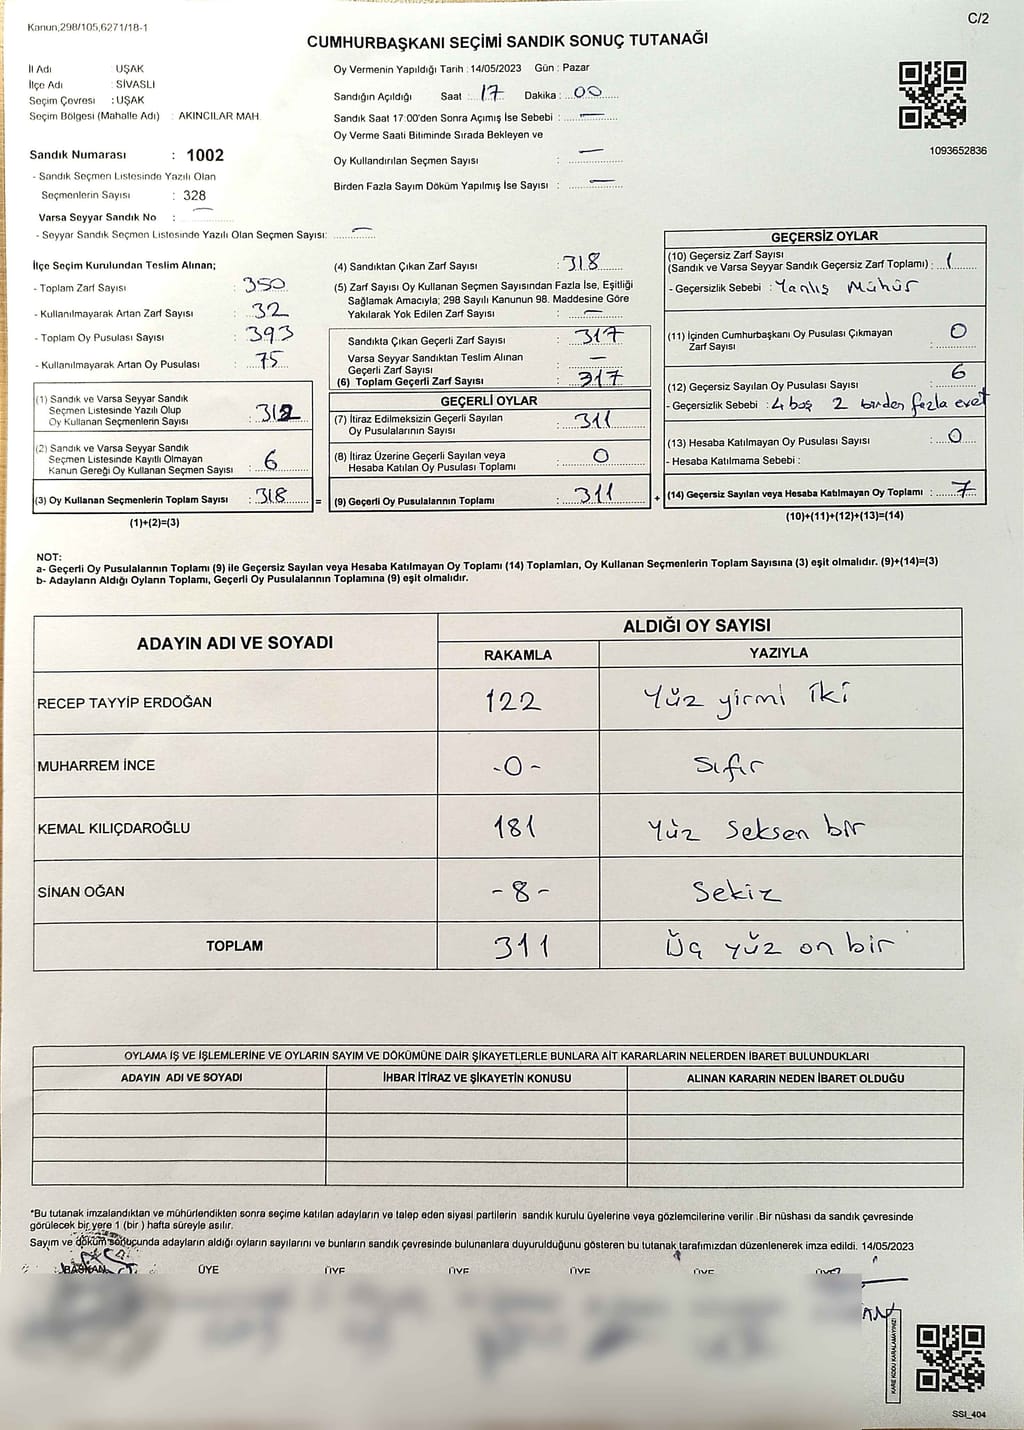 Kanun,298/105,6271/18-1
C/2
CUMHURBAŞKANI SEÇİMİ SANDIK SONUÇ TUTANAĞI
İl Adı : UŞAK
İlçe Adı : SİVASLI
Seçim Çevresi : UŞAK
Seçim Bölgesi (Mahalle Adı) : AKINCILAR MAH.
Sandık Numarası : 1002
- Sandık Seçmen Listesinde Yazılı Olan
Seçmenlerin Sayısı : 328
Varsa Seyyar Sandık No : —
- Seyyar Sandık Seçmen Listesinde Yazılı Olan Seçmen Sayısı: —
Oy Vermenin Yapıldığı Tarih : 14/05/2023 Gün : Pazar
Sandığın Açıldığı Saat : 17 Dakika : 00
Sandık Saat 17:00'den Sonra Açımış İse Sebebi : —
Oy Verme Saati Bitiminde Sırada Bekleyen ve
Oy Kullandırılan Seçmen Sayısı : —
Birden Fazla Sayım Döküm Yapılmış İse Sayısı : —
1093652836
İlçe Seçim Kurulundan Teslim Alınan;
- Toplam Zarf Sayısı : 350
- Kullanılmayarak Artan Zarf Sayısı : 32
- Toplam Oy Pusulası Sayısı : 393
- Kullanılmayarak Artan Oy Pusulası : 75
(1) Sandık ve Varsa Seyyar Sandık
Seçmen Listesinde Yazılı Olup
Oy Kullanan Seçmenlerin Sayısı : 312
(2) Sandık ve Varsa Seyyar Sandık
Seçmen Listesinde Kayıtlı Olmayan
Kanun Gereği Oy Kullanan Seçmen Sayısı : 6
(3) Oy Kullanan Seçmenlerin Toplam Sayısı : 318 =
(1)+(2)=(3)
(4) Sandıktan Çıkan Zarf Sayısı : 318
(5) Zarf Sayısı Oy Kullanan Seçmen Sayısından Fazla İse, Eşitliği
Sağlamak Amacıyla; 298 Sayılı Kanunun 98. Maddesine Göre
Yakılarak Yok Edilen Zarf Sayısı : —
Sandıkta Çıkan Geçerli Zarf Sayısı : 317
Varsa Seyyar Sandıktan Teslim Alınan
Geçerli Zarf Sayısı : —
(6) Toplam Geçerli Zarf Sayısı : 317
GEÇERLİ OYLAR
(7) İtiraz Edilmeksizin Geçerli Sayılan
Oy Pusulalarının Sayısı : 311
(8) İtiraz Üzerine Geçerli Sayılan veya
Hesaba Katılan Oy Pusulası Toplamı : 0
(9) Geçerli Oy Pusulalarının Toplamı : 311 +
GEÇERSİZ OYLAR
(10) Geçersiz Zarf Sayısı
(Sandık ve Varsa Seyyar Sandık Geçersiz Zarf Toplamı) : 1
- Geçersizlik Sebebi : Yanlış Mühür
(11) İçinden Cumhurbaşkanı Oy Pusulası Çıkmayan
Zarf Sayısı : 0
(12) Geçersiz Sayılan Oy Pusulası Sayısı : 6
- Geçersizlik Sebebi : 4 boş 2 birden fazla evet
(13) Hesaba Katılmayan Oy Pusulası Sayısı : 0
- Hesaba Katılmama Sebebi :
(14) Geçersiz Sayılan veya Hesaba Katılmayan Oy Toplamı : 7
(10)+(11)+(12)+(13)=(14)
NOT:
a- Geçerli Oy Pusulalarının Toplamı (9) ile Geçersiz Sayılan veya Hesaba Katılmayan Oy Toplamı (14) Toplamları, Oy Kullanan Seçmenlerin Toplam Sayısına (3) eşit olmalıdır. (9)+(14)=(3)
b- Adayların Aldığı Oyların Toplamı, Geçerli Oy Pusulalarının Toplamına (9) eşit olmalıdır.
ADAYIN ADI VE SOYADI
ALDIĞI OY SAYISI
RAKAMLA YAZIYLA
RECEP TAYYİP ERDOĞAN 122 Yüz yirmi iki
MUHARREM İNCE -0- Sıfır
KEMAL KILIÇDAROĞLU 181 Yüz Seksen bir
SİNAN OĞAN -8- Sekiz
TOPLAM 311 Üç yüz on bir
OYLAMA İŞ VE İŞLEMLERİNE VE OYLARIN SAYIM VE DÖKÜMÜNE DAİR ŞİKAYETLERLE BUNLARA AİT KARARLARIN NELERDEN İBARET BULUNDUKLARI
ADAYIN ADI VE SOYADI İHBAR İTİRAZ VE ŞİKAYETİN KONUSU ALINAN KARARIN NEDEN İBARET OLDUĞU
*Bu tutanak imzalandıktan ve mühürlendikten sonra seçime katılan adayların ve talep eden siyasi partilerin sandık kurulu üyelerine veya gözlemcilerine verilir .Bir nüshası da sandık çevresinde
görülecek bir yere 1 (bir ) hafta süreyle asılır.
Sayım ve döküm sonucunda adayların aldığı oyların sayılarını ve bunların sandık çevresinde bulunanlara duyurulduğunu gösteren bu tutanak tarafımızdan düzenlenerek imza edildi. 14/05/2023
BAŞKAN ÜYE ÜYE ÜYE ÜYE ÜYE ÜYE
KARE KODU KARALAMAYINIZ!
SSI_404